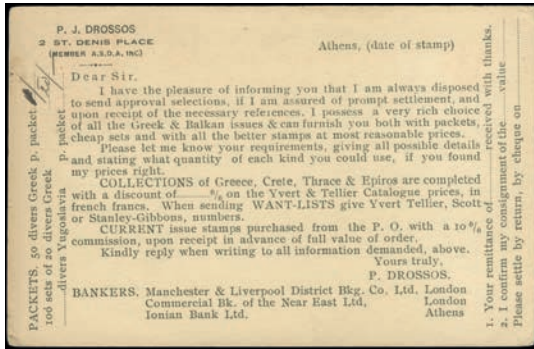 P. J. DROSSOS
2 ST. DENIS PLACE
(MEMBER A.S.D.A. INC)
Athens, (date of stamp)
Dear Sir.
I have the pleasure of informing you that I am always disposed
to send approval selections, if I am assured of prompt settlement, and
upon receipt of the necessary references. I possess a very rich choice
of all the Greek & Balkan issues & can furnish you both with packets,
cheap sets and with all the better stamps at most reasonable prices.
Please let me know your requirements, giving all possible details
and stating what quantity of each kind you could use, if you found
my prices right.
COLLECTIONS of Greece, Crete, Thrace & Epiros are completed
with a discount of % on the Yvert & Tellier Catalogue prices, in
french francs. When sending WANT-LISTS give Yvert Tellier, Scott
or Stanley-Gibbons, numbers.
CURRENT issue stamps purchased from the P. O. with a 10 %
commission, upon receipt in advance of full value of order.
Kindly reply when writing to all information demanded, above.
Yours truly,
P. DROSSOS.
BANKERS. Manchester & Liverpool District Bkg. Co. Ltd. London
Commercial Bk. of the Near East Ltd, London
Ionian Bank Ltd. Athens
PACKETS. 50 divers Greek p. packet
100 sets of 20 divers Greek
divers Yugoslavia p. packet
1. Your remittance of received with thanks.
2. I confirm my consignment of the value
Please settle by return, by cheque on